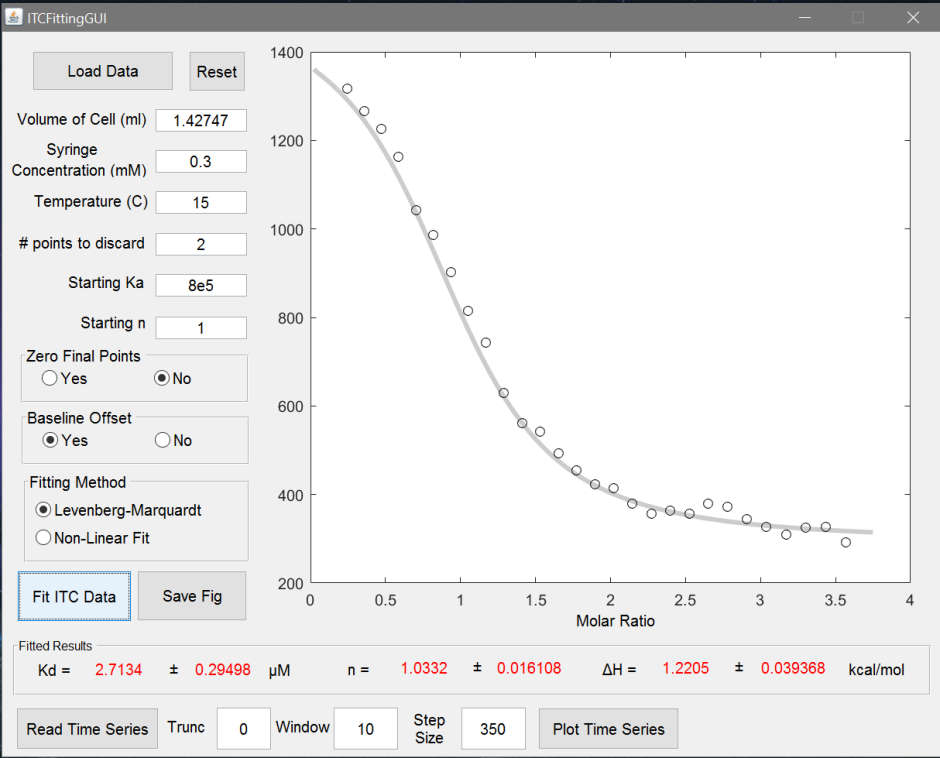 ITCFittingGUI
Load Data
Reset
Volume of Cell (ml) 1.42747
Syringe
Concentration (mM) 0.3
Temperature (C) 15
# points to discard 2
Starting Ka 8e5
Starting n 1
Zero Final Points
Yes No
Baseline Offset
Yes No
Fitting Method
Levenberg-Marquardt
Non-Linear Fit
Fit ITC Data
Save Fig
1400
1200
1000
800
600
400
200
0 0.5 1 1.5 2 2.5 3 3.5 4
Molar Ratio
Fitted Results
Kd = 2.7134 ± 0.29498 μM n = 1.0332 ± 0.016108 ΔH = 1.2205 ± 0.039368 kcal/mol
Read Time Series Trunc 0 Window 10 Step
Size 350 Plot Time Series